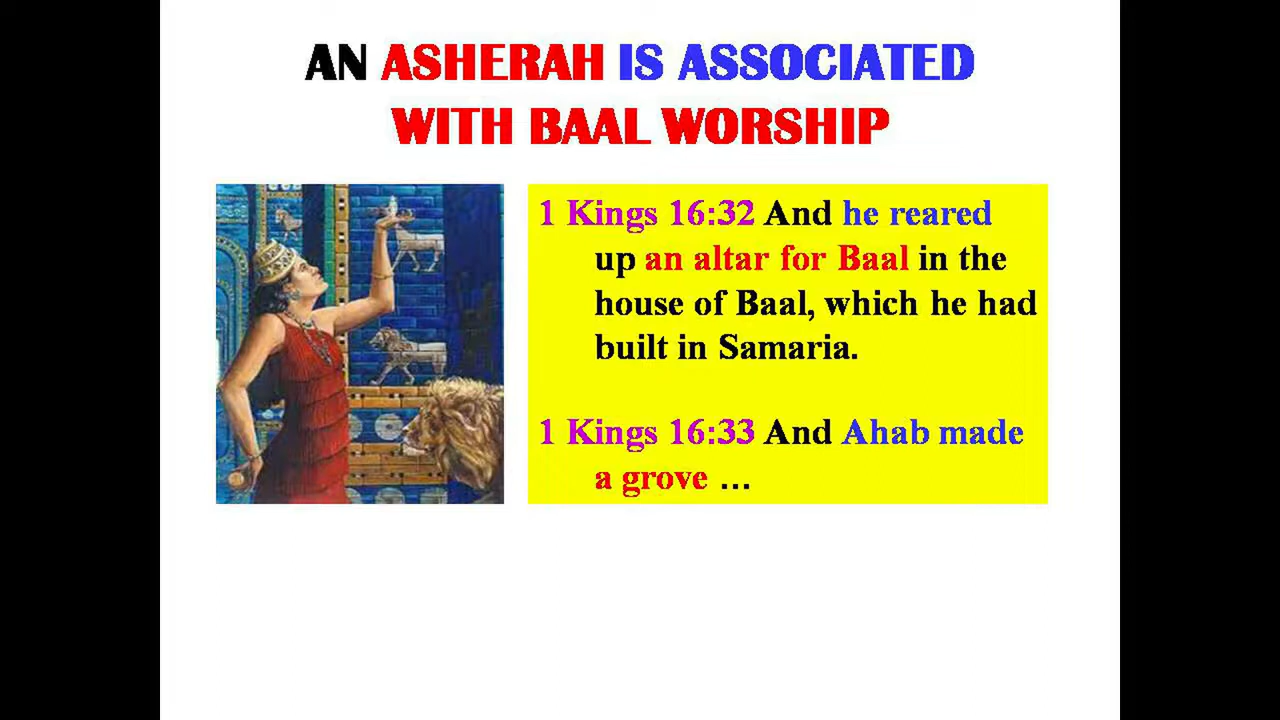 AN ASHERAH IS ASSOCIATED
WITH BAAL WORSHIP
1 Kings 16:32 And he reared
up an altar for Baal in the
house of Baal, which he had
built in Samaria.
1 Kings 16:33 And Ahab made
a grove ...